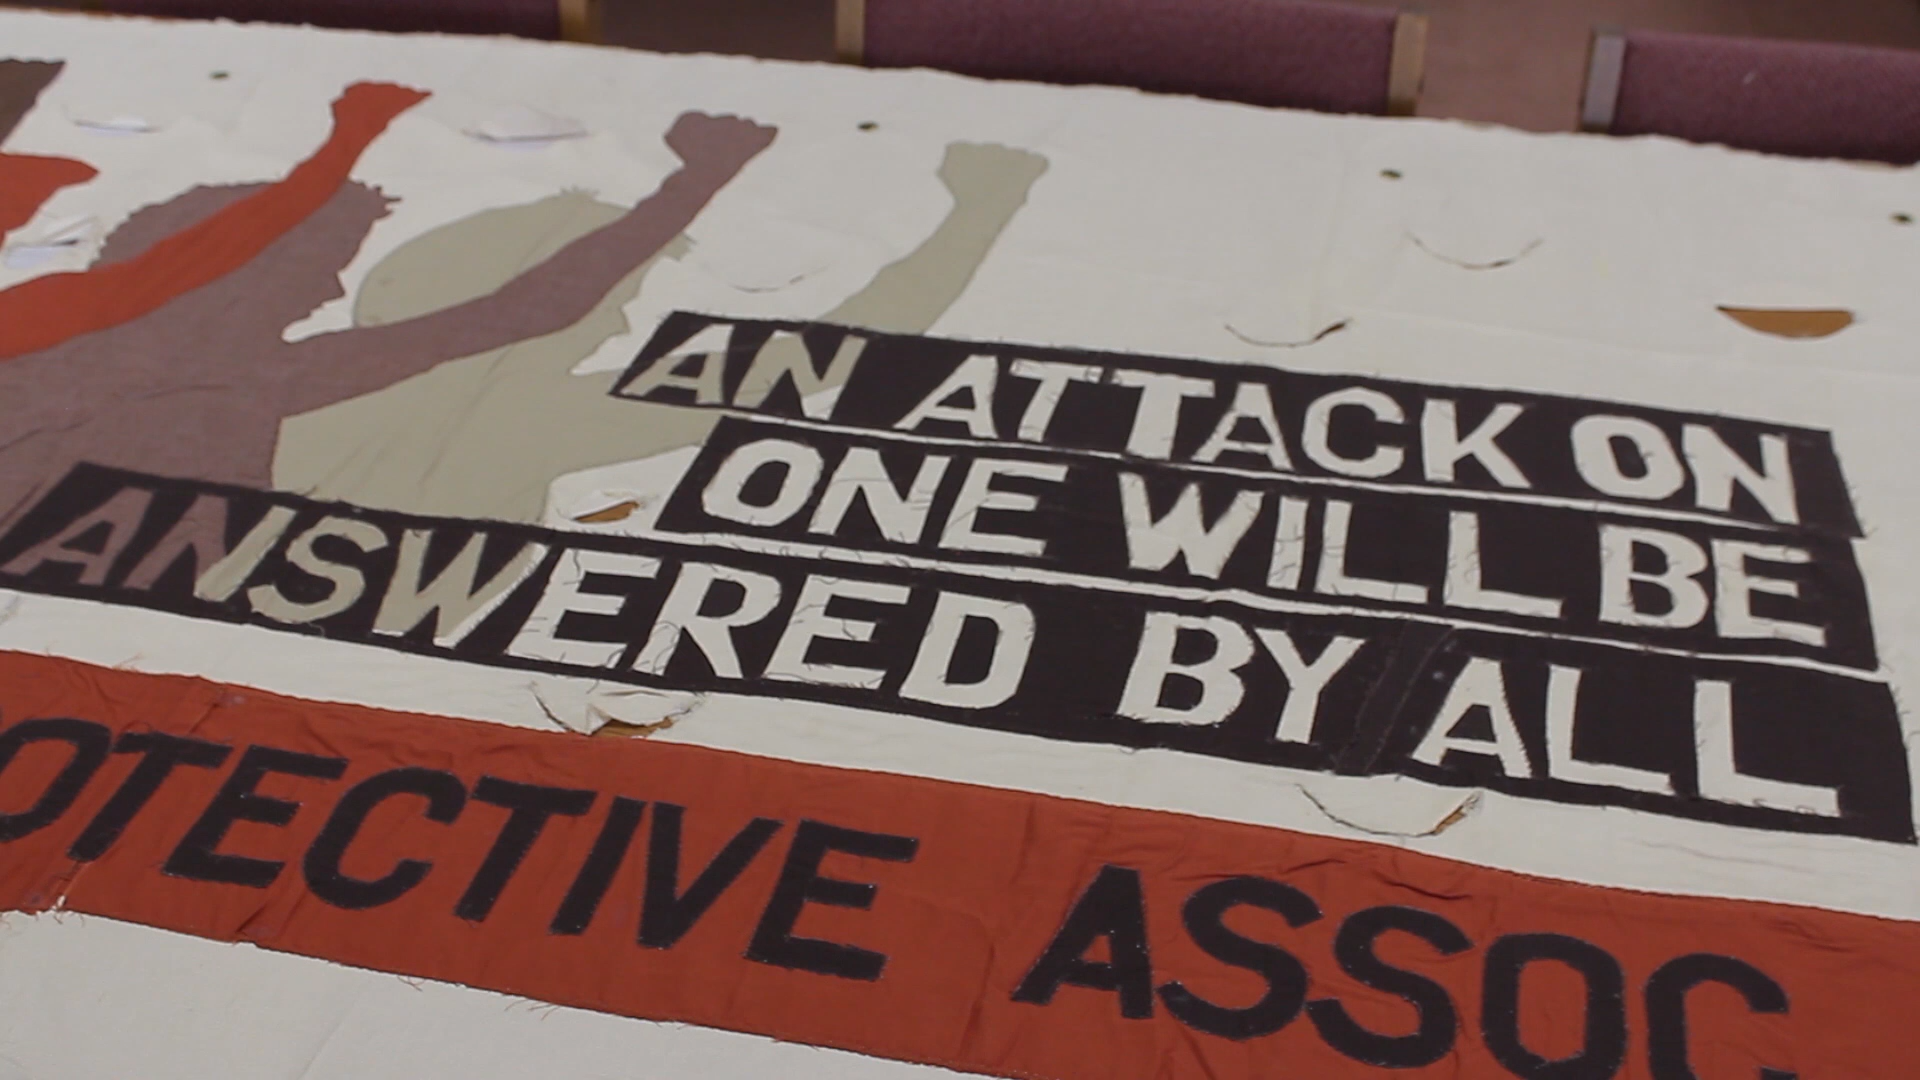 AN ATTACK ON
ONE WILL BE
ANSWERED BY ALL
OTECTIVE ASSOC